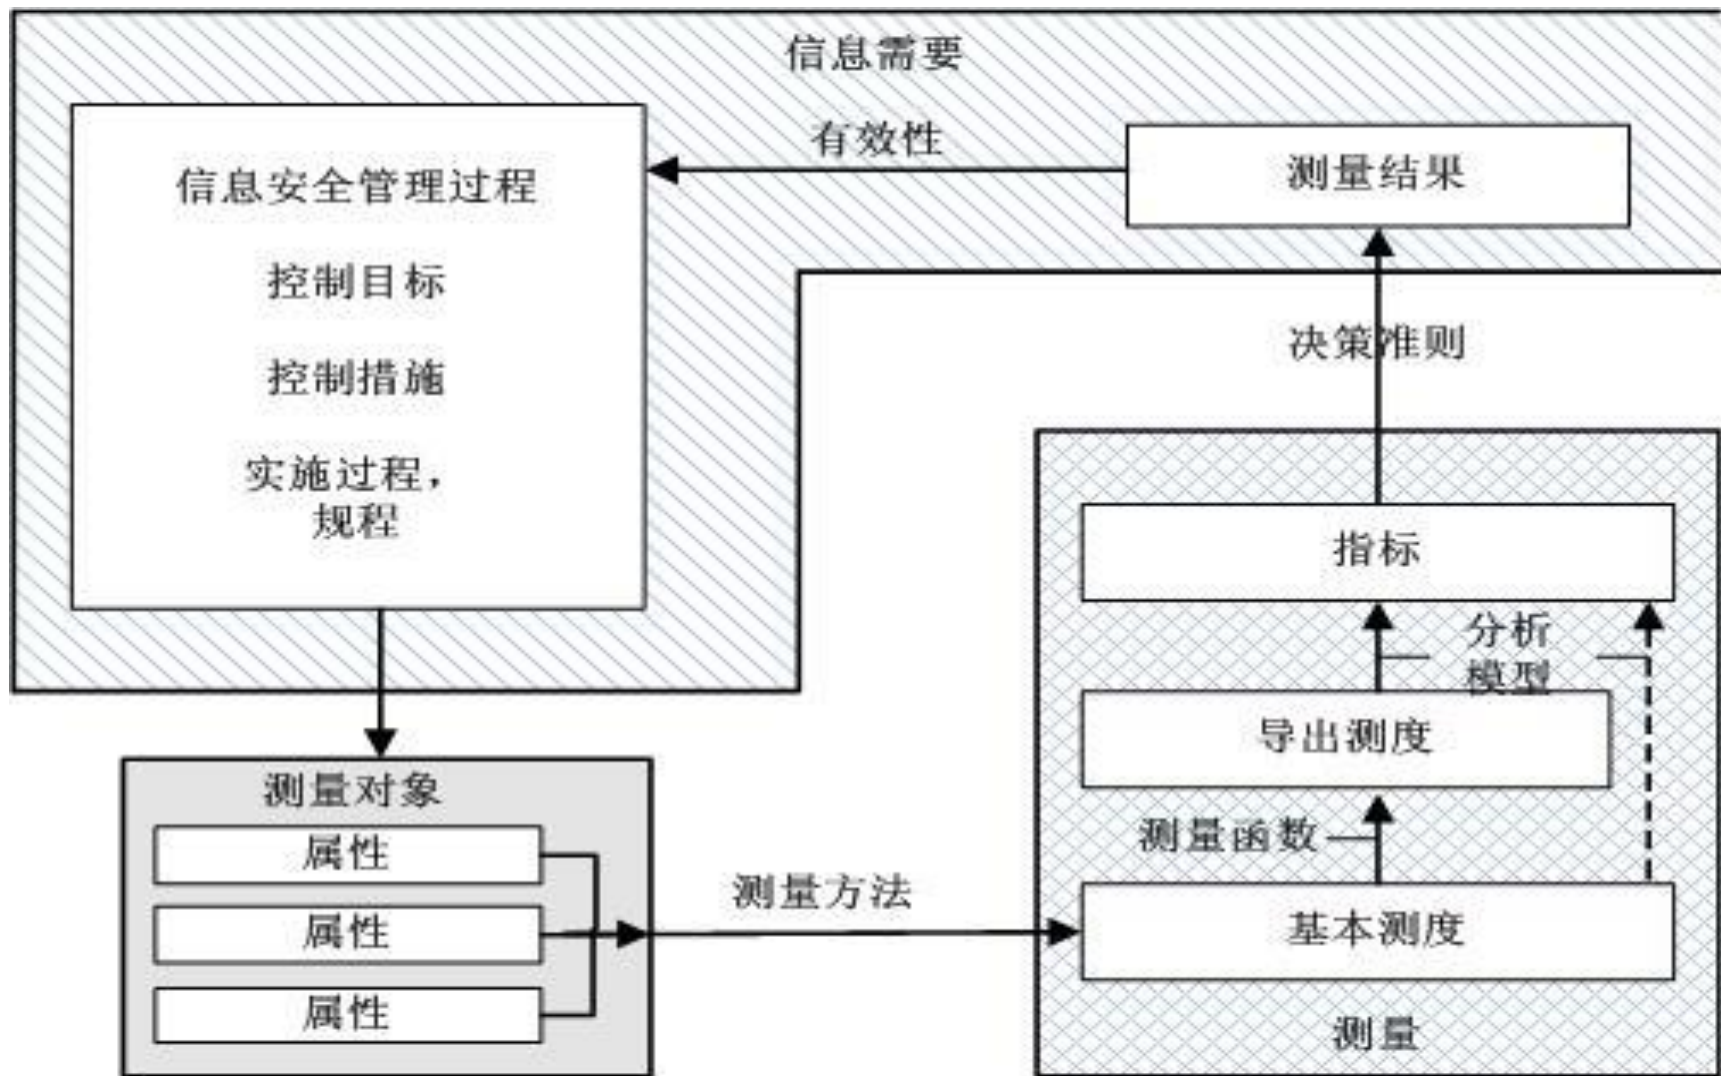 信息需要
有效性
测量结果
信息安全管理过程
控制目标
控制措施
实施过程，
规程
决策准则
指标
分析
模型
导出测度
测量函数
基本测度
测量
测量对象
属性
属性
属性
测量方法